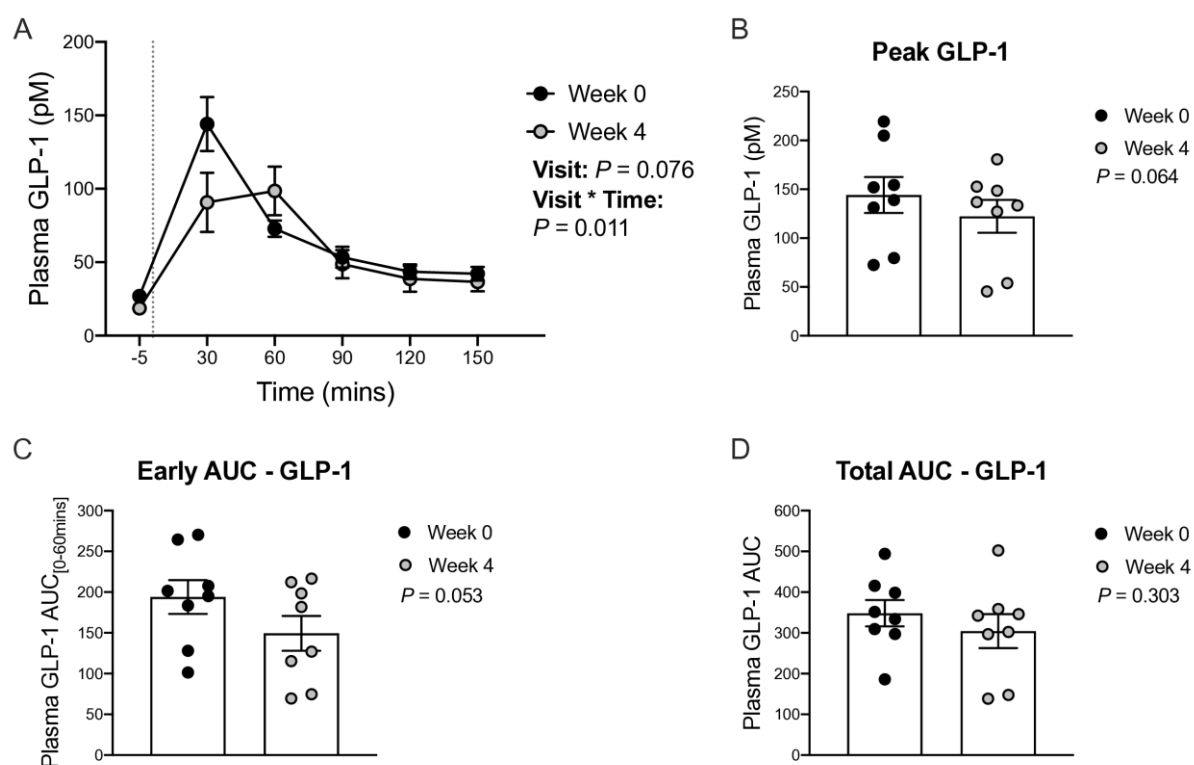 A
Plasma GLP-1 (pM)
200
150
100
50
0
-5 30 60 90 120 150
Time (mins)
Week 0
Week 4
Visit: P = 0.076
Visit * Time:
P = 0.011
B
Peak GLP-1
Plasma GLP-1 (pM)
250
200
150
100
50
0
Week 0
Week 4
P = 0.064
C
Early AUC - GLP-1
Plasma GLP-1 AUC[0-60mins]
300
250
200
150
100
50
0
Week 0
Week 4
P = 0.053
D
Total AUC - GLP-1
Plasma GLP-1 AUC
600
500
400
300
200
100
0
Week 0
Week 4
P = 0.303